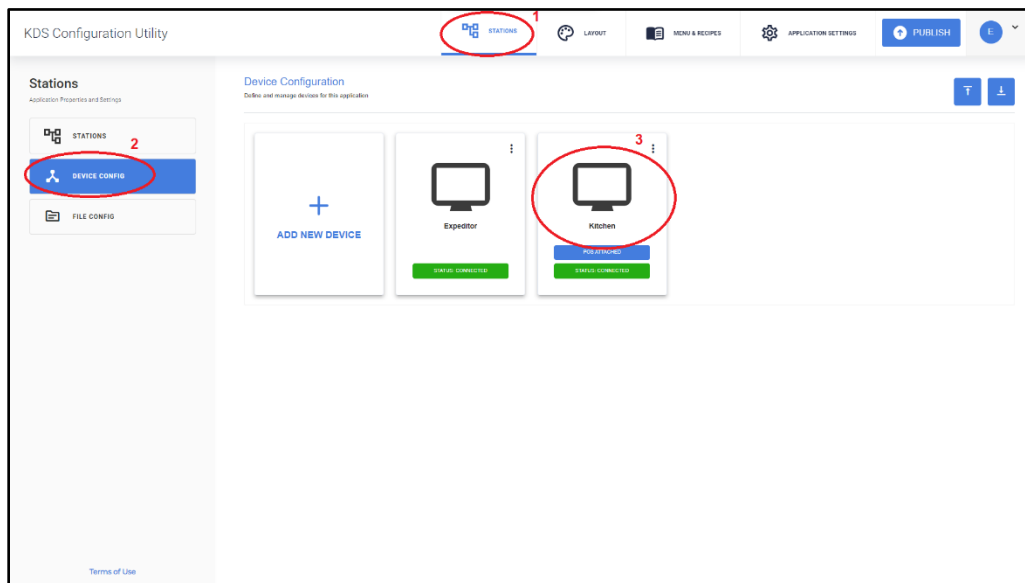 KDS Configuration Utility
1
STATIONS
LAYOUT
MENU & RECIPES
APPLICATION SETTINGS
PUBLISH
E
Stations
Application Properties and Settings
STATIONS
2
DEVICE CONFIG
FILE CONFIG
Device Configuration
Define and manage devices for this application
ADD NEW DEVICE
Expeditor
STATUS: CONNECTED
3
Kitchen
POS ATTACHED
STATUS: CONNECTED
Terms of Use